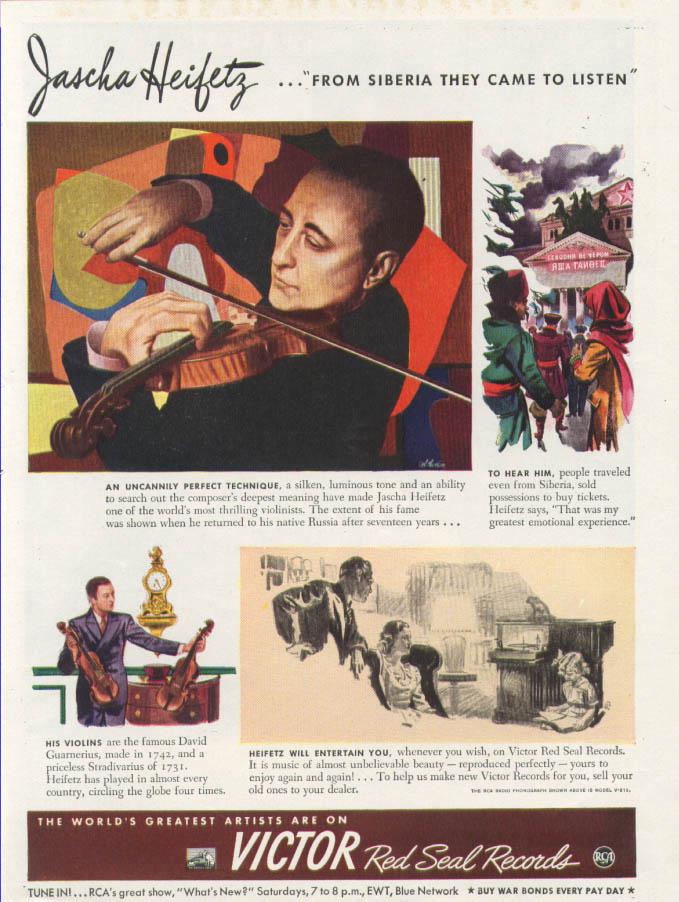 Jascha Heifetz ..."FROM SIBERIA THEY CAME TO LISTEN"
СЕГОДНЯ ВЕЧЕРОМ
ЯША ГАЙФЕЦ
AN UNCANNILY PERFECT TECHNIQUE, a silken, luminous tone and an ability
to search out the composer's deepest meaning have made Jascha Heifetz
one of the world's most thrilling violinists. The extent of his fame
was shown when he returned to his native Russia after seventeen years ...
TO HEAR HIM, people traveled
even from Siberia, sold
possessions to buy tickets.
Heifetz says, "That was my
greatest emotional experience."
HIS VIOLINS are the famous David
Guarnerius, made in 1742, and a
priceless Stradivarius of 1731.
Heifetz has played in almost every
country, circling the globe four times.
HEIFETZ WILL ENTERTAIN YOU, whenever you wish, on Victor Red Seal Records.
It is music of almost unbelievable beauty — reproduced perfectly — yours to
enjoy again and again! ... To help us make new Victor Records for you, sell your
old ones to your dealer.
THE RCA RADIO PHONOGRAPH SHOWN ABOVE IS MODEL V-215.
THE WORLD'S GREATEST ARTISTS ARE ON
VICTOR Red Seal Records
RCA
TUNE IN! ... RCA's great show, "What's New?" Saturdays, 7 to 8 p.m., EWT, Blue Network ★ BUY WAR BONDS EVERY PAY DAY ★